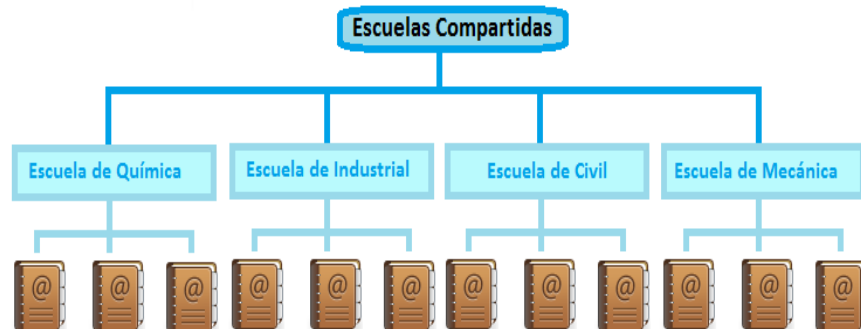 Escuelas Compartidas
Escuela de Química
Escuela de Industrial
Escuela de Civil
Escuela de Mecánica
@
@
@
@
@
@
@
@
@
@
@
@